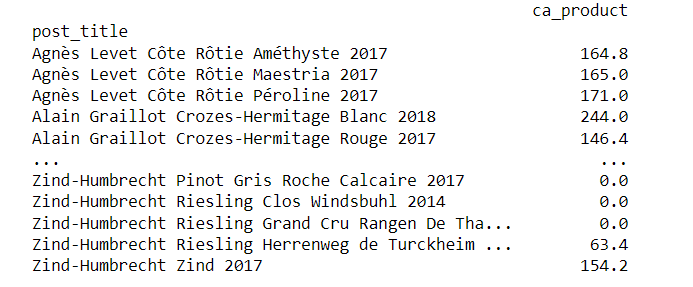 ca_product
post_title
Agnès Levet Côte Rôtie Améthyste 2017 164.8
Agnès Levet Côte Rôtie Maestria 2017 165.0
Agnès Levet Côte Rôtie Péroline 2017 171.0
Alain Graillot Crozes-Hermitage Blanc 2018 244.0
Alain Graillot Crozes-Hermitage Rouge 2017 146.4
... ...
Zind-Humbrecht Pinot Gris Roche Calcaire 2017 0.0
Zind-Humbrecht Riesling Clos Windsbuhl 2014 0.0
Zind-Humbrecht Riesling Grand Cru Rangen De Tha... 0.0
Zind-Humbrecht Riesling Herrenweg de Turckheim ... 63.4
Zind-Humbrecht Zind 2017 154.2